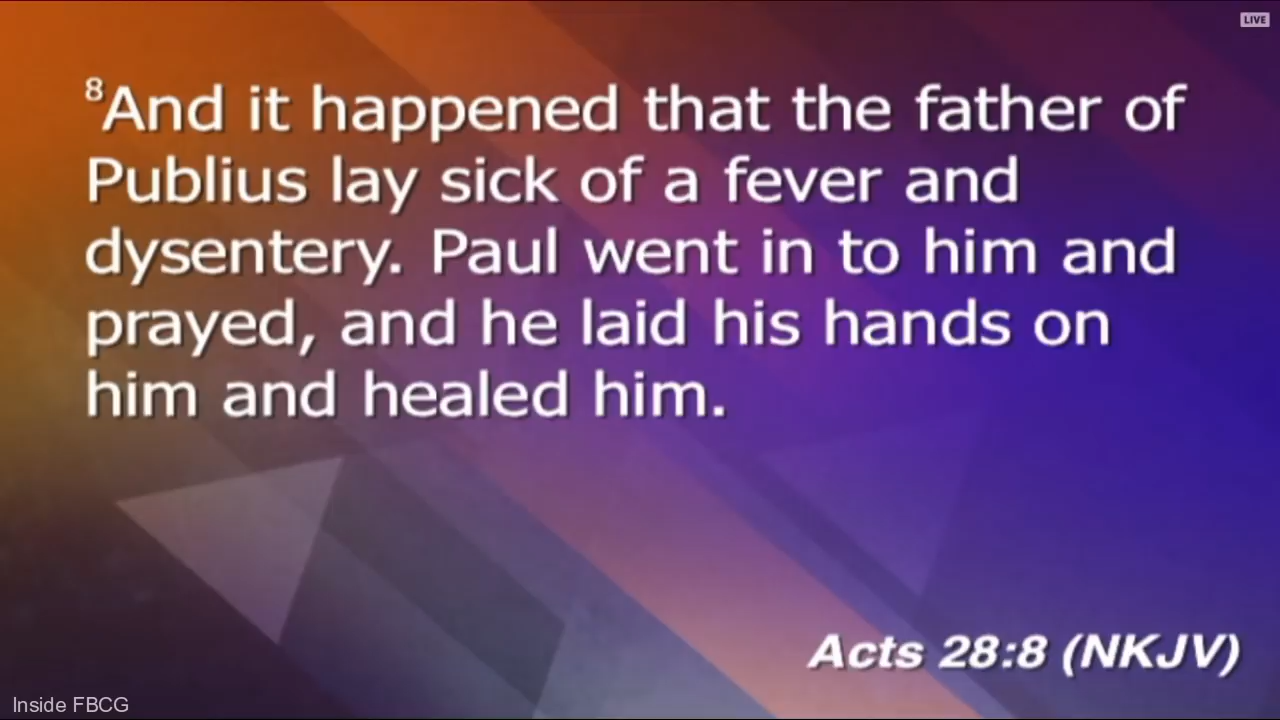 LIVE
⁸And it happened that the father of
Publius lay sick of a fever and
dysentery. Paul went in to him and
prayed, and he laid his hands on
him and healed him.
Acts 28:8 (NKJV)
Inside FBCG